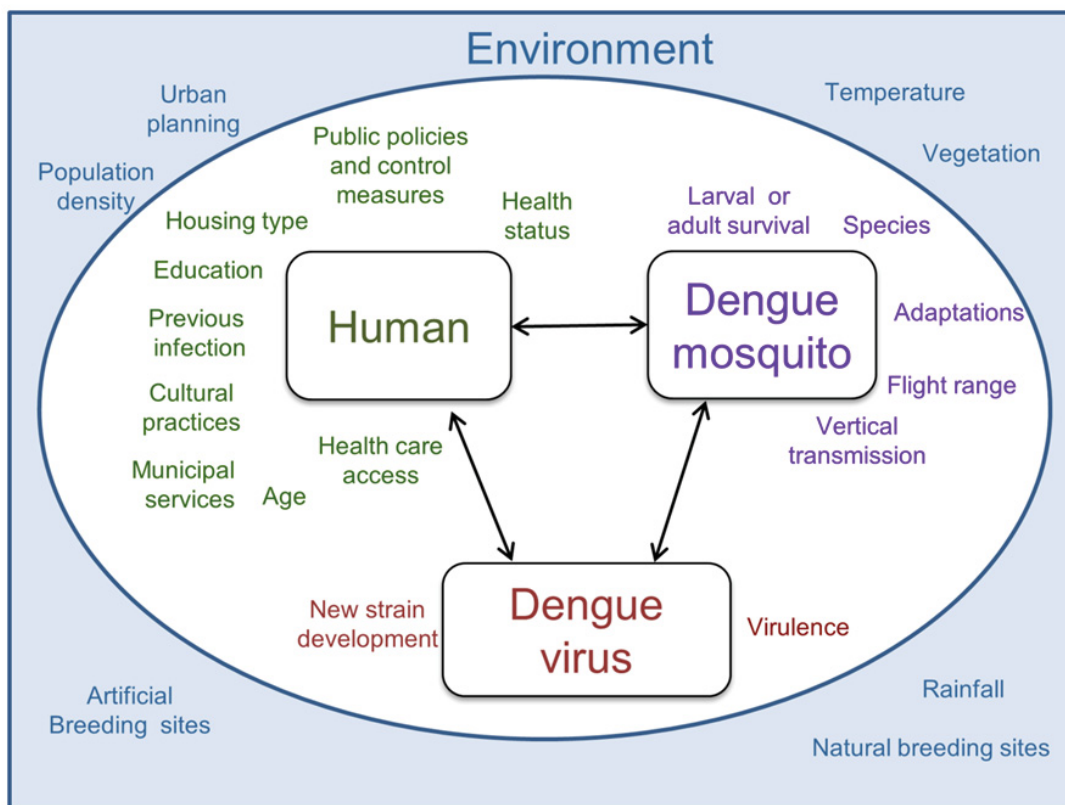 Environment
Urban
planning
Temperature
Population
density
Vegetation
Public policies
and control
measures
Housing type
Health
status
Larval or
adult survival
Species
Education
Human
Dengue
mosquito
Previous
infection
Adaptations
Cultural
practices
Flight range
Vertical
transmission
Health care
access
Municipal
services
Age
New strain
development
Dengue
virus
Virulence
Artificial
Breeding sites
Rainfall
Natural breeding sites